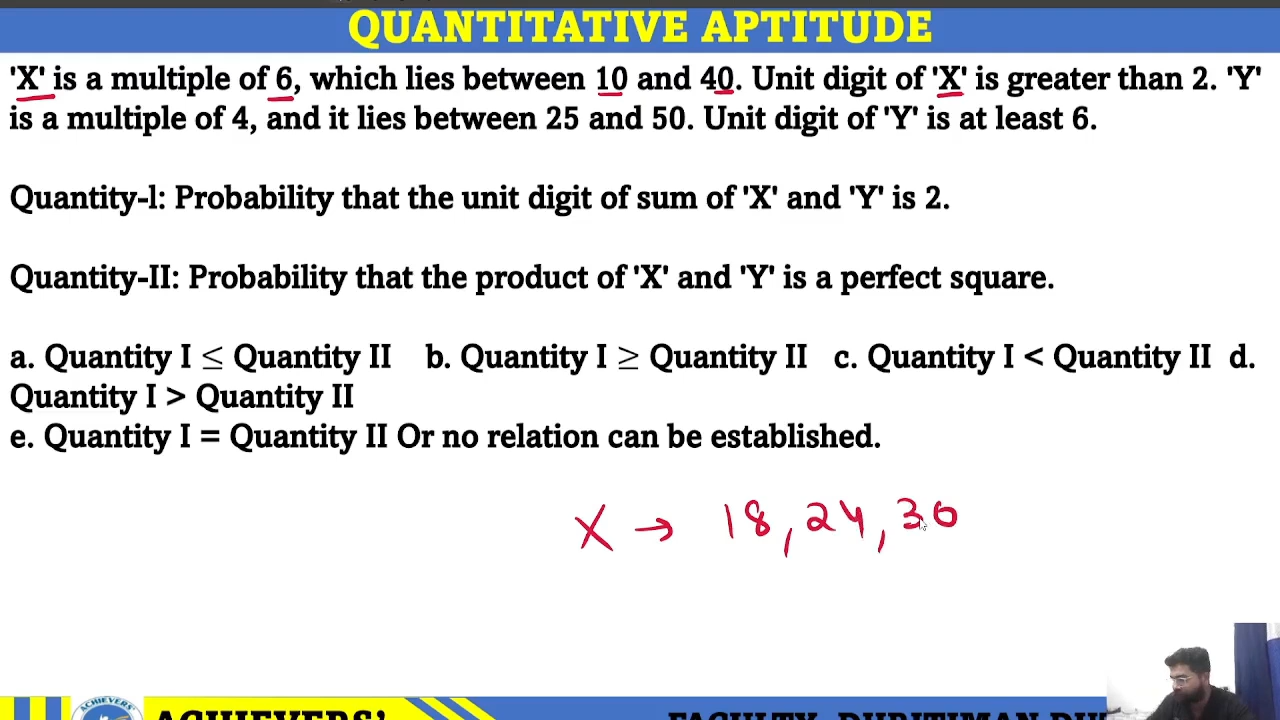 QUANTITATIVE APTITUDE
'X' is a multiple of 6, which lies between 10 and 40. Unit digit of 'X' is greater than 2. 'Y'
is a multiple of 4, and it lies between 25 and 50. Unit digit of 'Y' is at least 6.
Quantity-l: Probability that the unit digit of sum of 'X' and 'Y' is 2.
Quantity-II: Probability that the product of 'X' and 'Y' is a perfect square.
a. Quantity I ≤ Quantity II b. Quantity I ≥ Quantity II c. Quantity I < Quantity II d.
Quantity I > Quantity II
e. Quantity I = Quantity II Or no relation can be established.
X → 18, 24, 30
ACHIEVERS'
ACHIEVERS' FACULTY